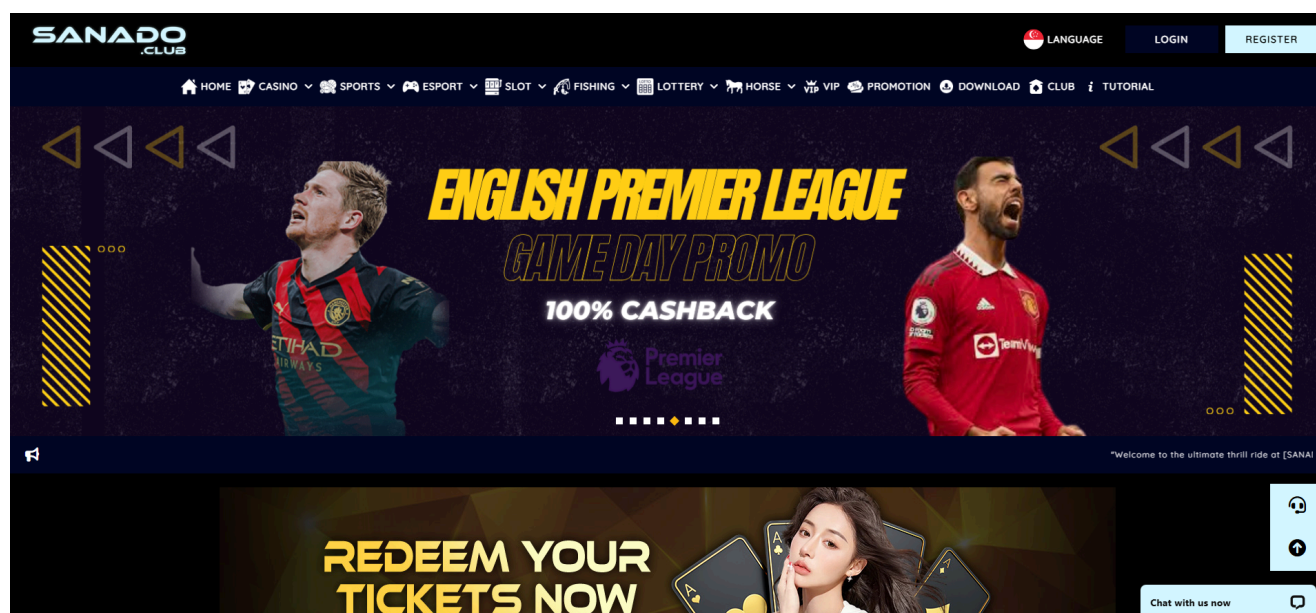 SANADO
.CLUB
LANGUAGE
LOGIN
REGISTER
HOME CASINO SPORTS ESPORT SLOT FISHING LOTTERY HORSE VIP VIP PROMOTION DOWNLOAD CLUB i TUTORIAL
ENGLISH PREMIER LEAGUE
GAME DAY PROMO
100% CASHBACK
Premier
League
ETIHAD
AIRWAYS
"Welcome to the ultimate thrill ride at [SANA
REDEEM YOUR
TICKETS NOW
A
A
A
Chat with us now